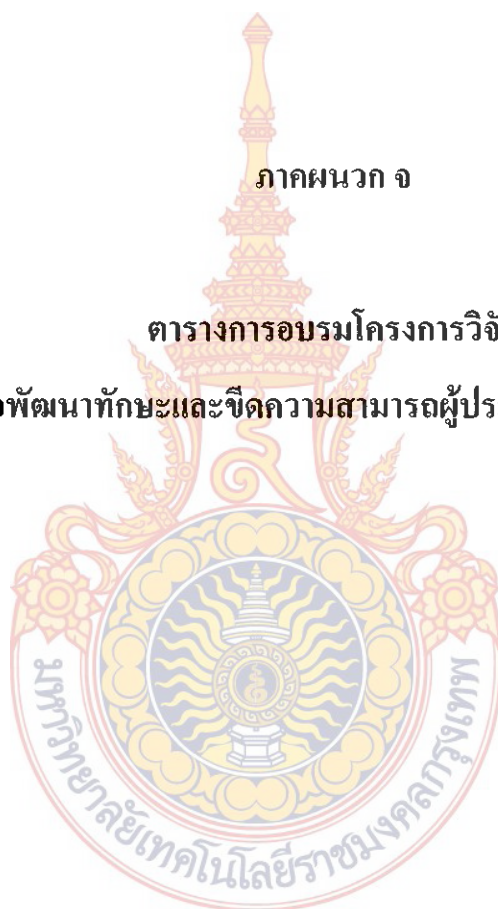 ภาคผนวก จ
ตารางการอบรมโครงการวิจั
พัฒนาทักษะและขีดความสามารถผู้ประ
มหาวิทยาลัยเทคโนโลยีราชมงคลกรุงเทพ